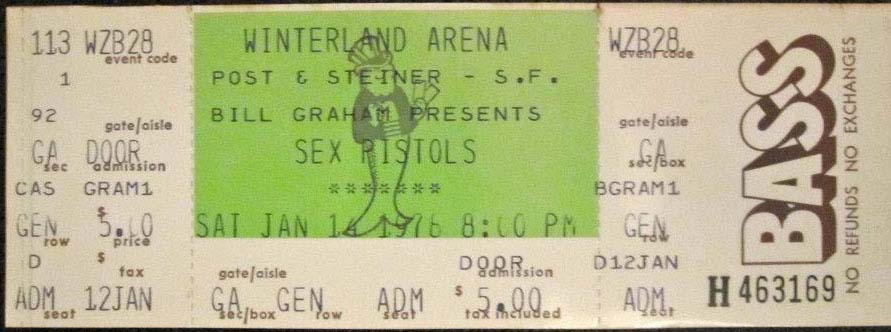 113 WZB28
event code
1
92
gate/aisle
GA DOOR
sec admission
CAS GRAM1
GEN $ 5.00
row price
D $
tax
ADM 12JAN
seat
WINTERLAND ARENA
POST & STEINER - S.F.
BILL GRAHAM PRESENTS
SEX PISTOLS
*******
SAT JAN 14 1978 8:00 PM
DOOR
gate/aisle admission
GA GEN ADM $ 5.00
sec/box row seat tax included
WZB28
event code
gate/aisle
GA
sec/box
BGRAM1
GEN
row
D12JAN
ADM
seat
BASS
H 463169
NO REFUNDS NO EXCHANGES